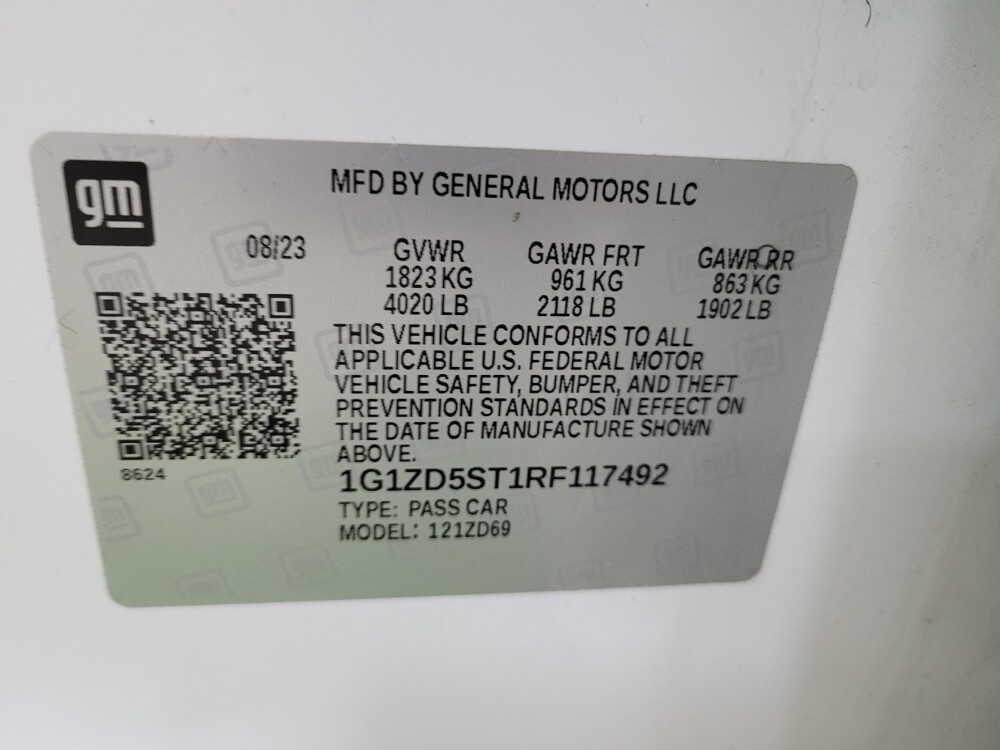 gm
MFD BY GENERAL MOTORS LLC
08/23
GVWR GAWR FRT GAWR RR
1823 KG 961 KG 863 KG
4020 LB 2118 LB 1902 LB
THIS VEHICLE CONFORMS TO ALL
APPLICABLE U.S. FEDERAL MOTOR
VEHICLE SAFETY, BUMPER, AND THEFT
PREVENTION STANDARDS IN EFFECT ON
THE DATE OF MANUFACTURE SHOWN
ABOVE.
8624
1G1ZD5ST1RF117492
TYPE: PASS CAR
MODEL: 121ZD69